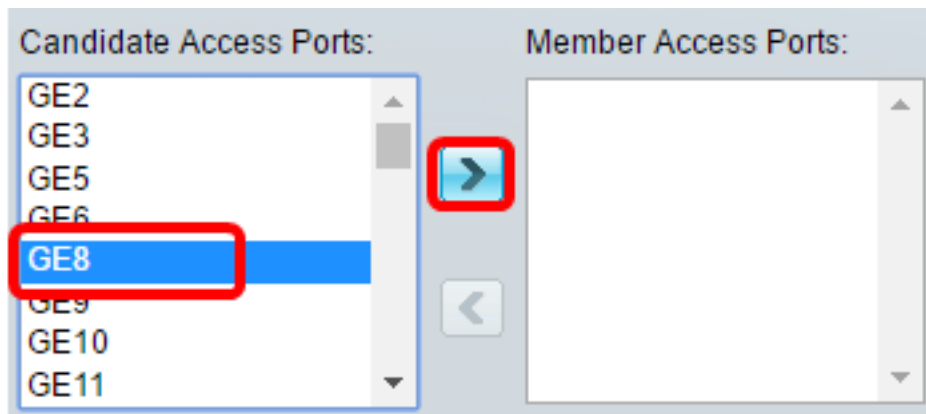 Candidate Access Ports:
Member Access Ports:
GE2
GE3
GE5
GE6
GE8
GE9
GE10
GE11